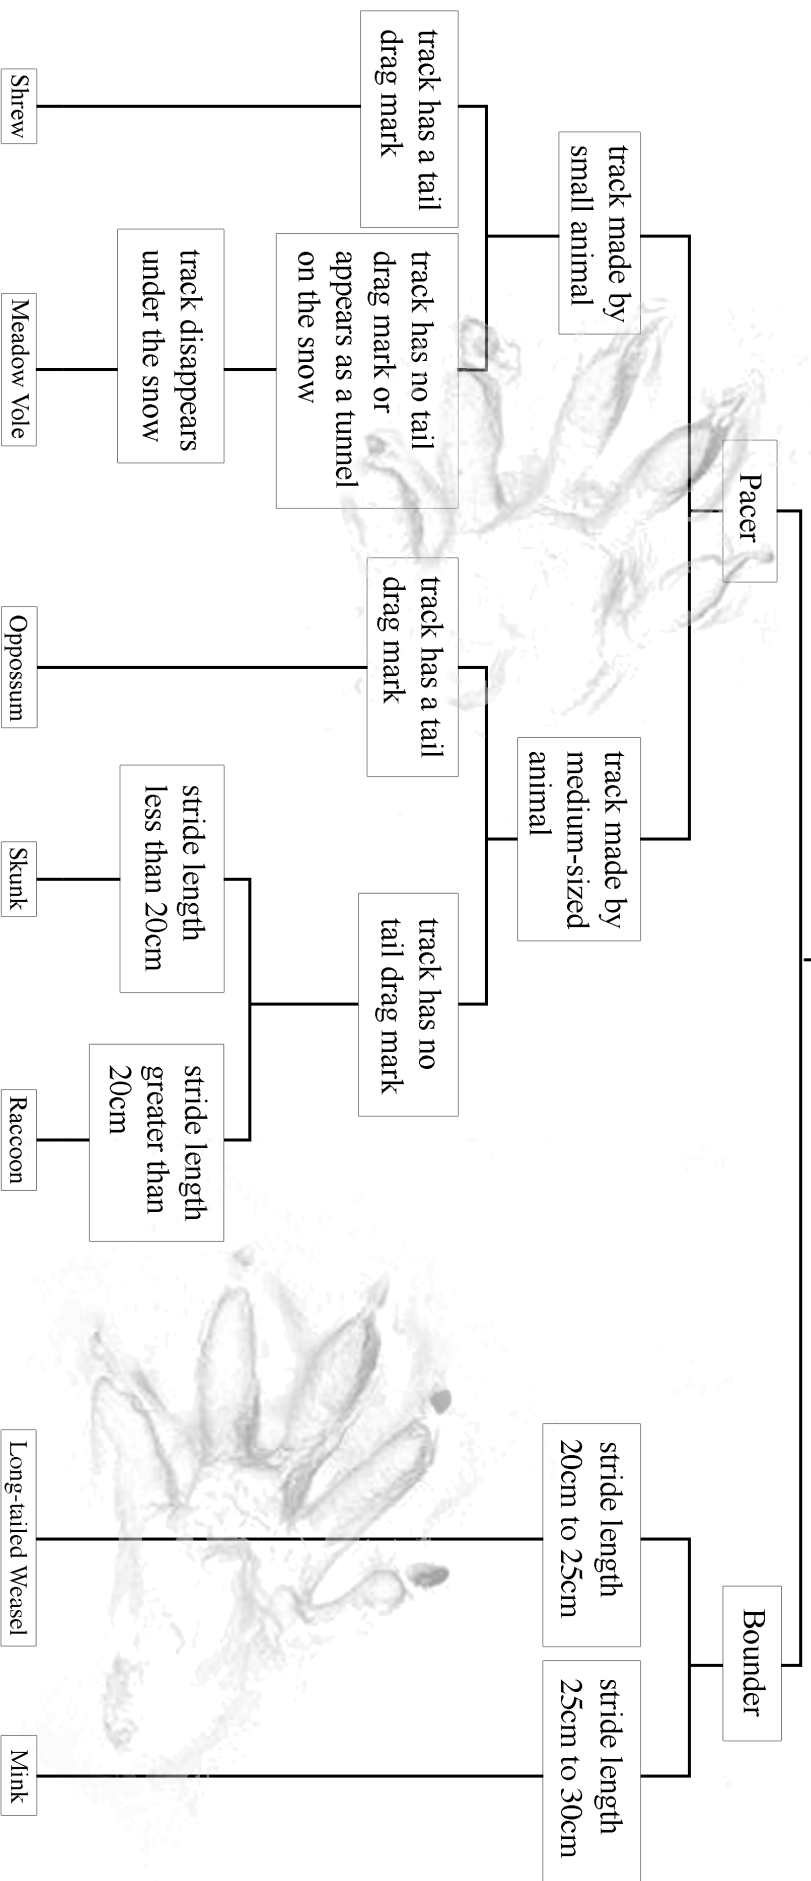 Pacer
Bounder
track made by
small animal
track made by
medium-sized
animal
stride length
20cm to 25cm
stride length
25cm to 30cm
track has a tail
drag mark
track has no tail
drag mark or
appears as a tunnel
on the snow
track has a tail
drag mark
track has no
tail drag mark
track disappears
under the snow
stride length
less than 20cm
stride length
greater than
20cm
Shrew
Meadow Vole
Oppossum
Skunk
Raccoon
Long-tailed Weasel
Mink